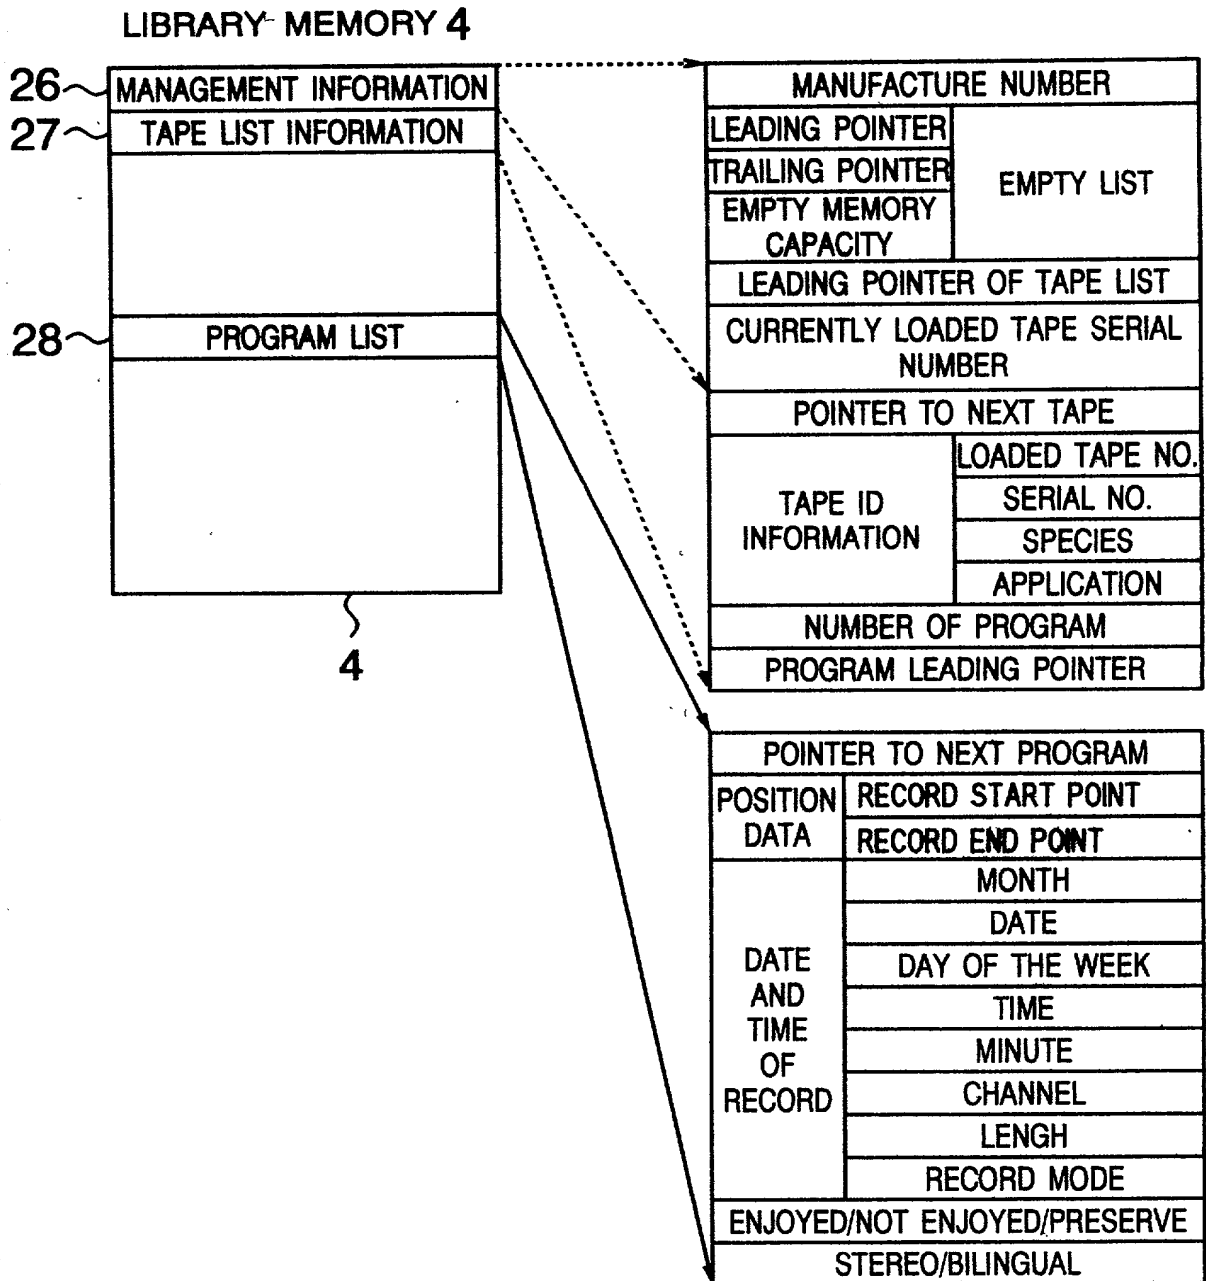 LIBRARY MEMORY 4
26
MANAGEMENT INFORMATION
27
TAPE LIST INFORMATION
28
PROGRAM LIST
4
MANUFACTURE NUMBER
LEADING POINTER
TRAILING POINTER
EMPTY MEMORY
CAPACITY
EMPTY LIST
LEADING POINTER OF TAPE LIST
CURRENTLY LOADED TAPE SERIAL
NUMBER
POINTER TO NEXT TAPE
TAPE ID
INFORMATION
LOADED TAPE NO.
SERIAL NO.
SPECIES
APPLICATION
NUMBER OF PROGRAM
PROGRAM LEADING POINTER
POINTER TO NEXT PROGRAM
POSITION
DATA
RECORD START POINT
RECORD END POINT
DATE
AND
TIME
OF
RECORD
MONTH
DATE
DAY OF THE WEEK
TIME
MINUTE
CHANNEL
LENGH
RECORD MODE
ENJOYED/NOT ENJOYED/PRESERVE
STEREO/BILINGUAL